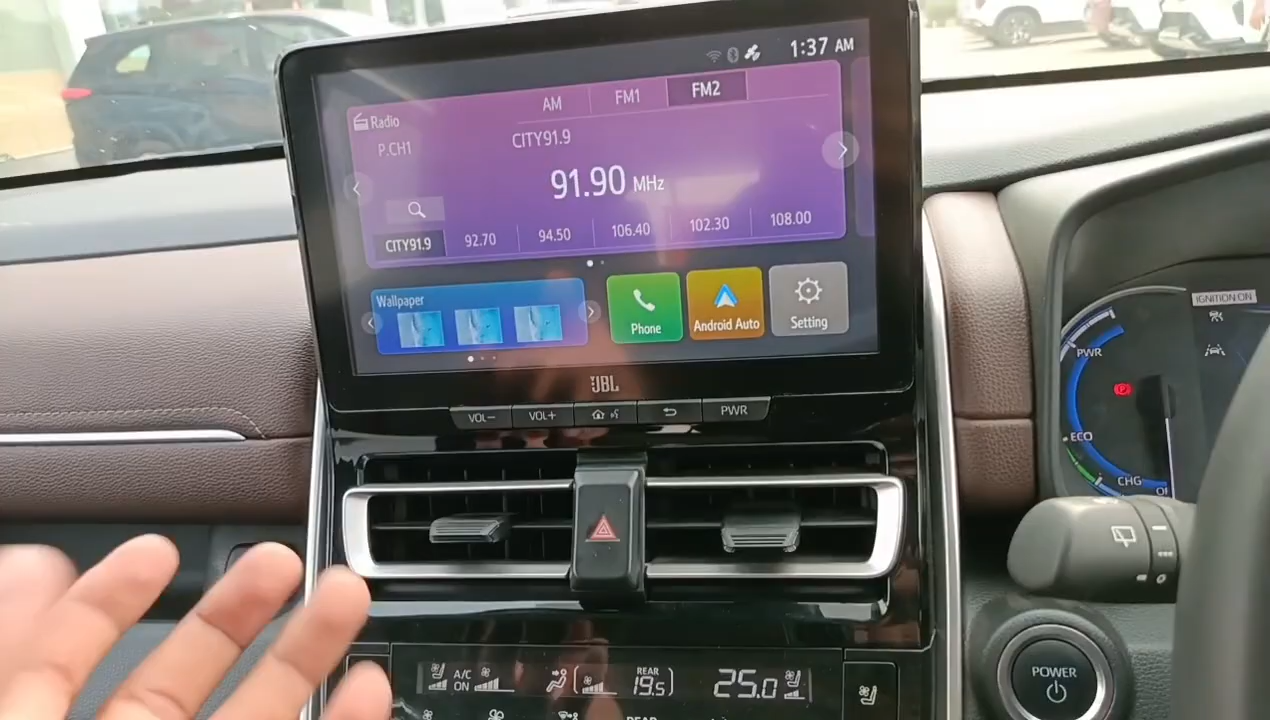 1:37 AM
AM FM1 FM2
Radio
P.CH1
CITY91.9
91.90 MHz
CITY91.9 92.70 94.50 106.40 102.30 108.00
Wallpaper
Phone
Android Auto
Setting
JBL
VOL− VOL+ PWR
IGNITION ON
PWR
ECO
CHG
A/C
ON
REAR
19.5
25.0
REAR
POWER